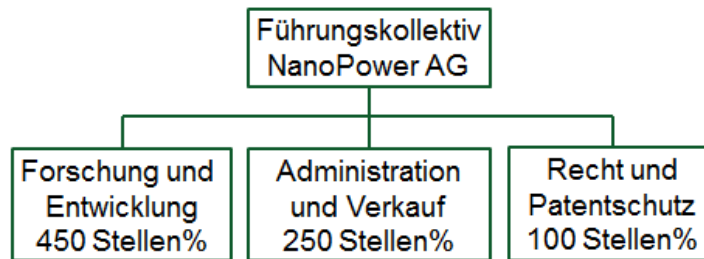 Führungskollektiv
NanoPower AG
Forschung und
Entwicklung
450 Stellen%
Administration
und Verkauf
250 Stellen%
Recht und
Patentschutz
100 Stellen%